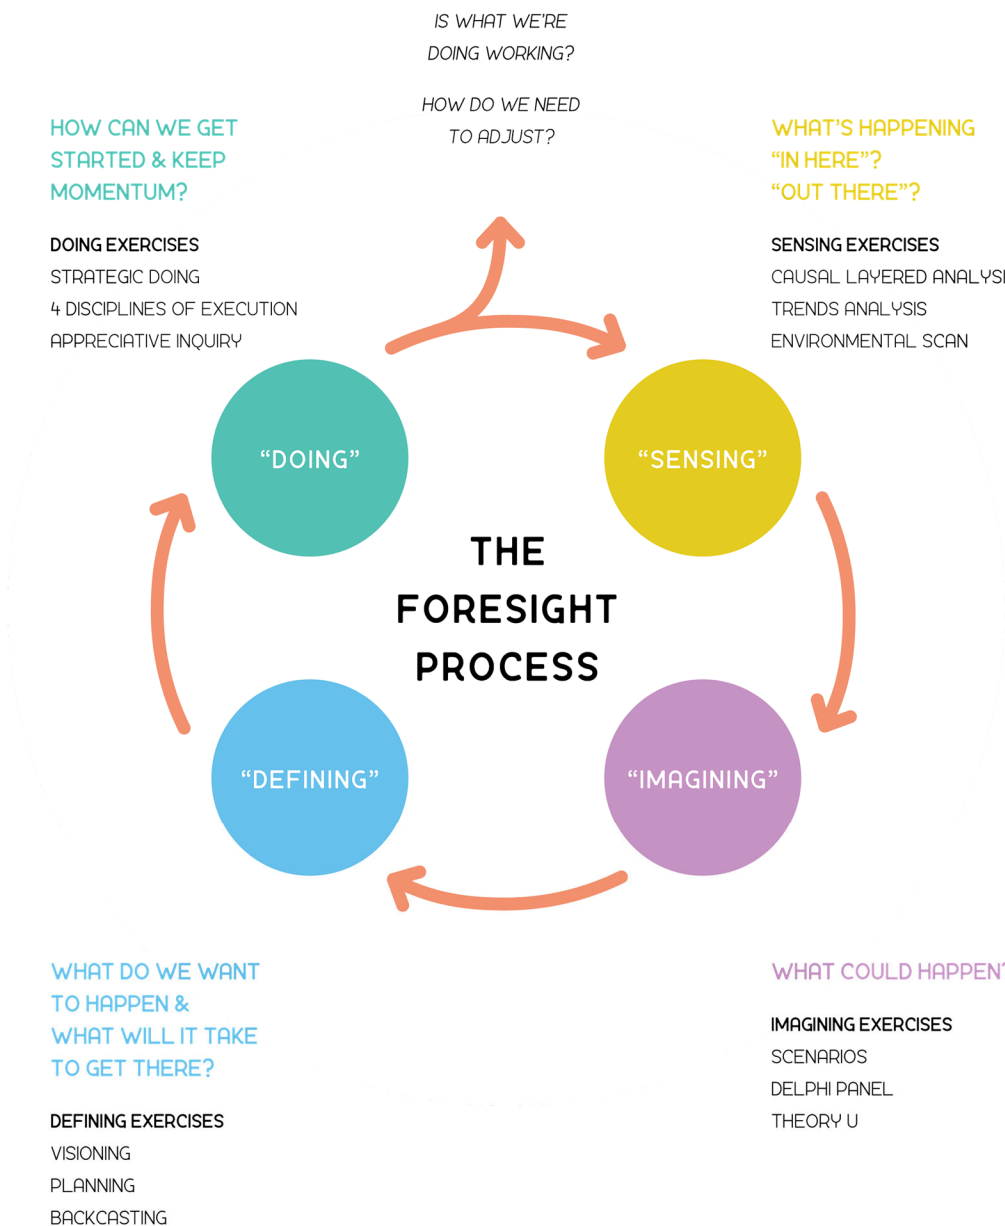 IS WHAT WE'RE
DOING WORKING?
HOW DO WE NEED
TO ADJUST?
HOW CAN WE GET
STARTED & KEEP
MOMENTUM?
DOING EXERCISES
STRATEGIC DOING
4 DISCIPLINES OF EXECUTION
APPRECIATIVE INQUIRY
WHAT'S HAPPENING
“IN HERE”?
“OUT THERE”?
SENSING EXERCISES
CAUSAL LAYERED ANALYSI
TRENDS ANALYSIS
ENVIRONMENTAL SCAN
“DOING”
“SENSING”
THE
FORESIGHT
PROCESS
“DEFINING”
“IMAGINING”
WHAT DO WE WANT
TO HAPPEN &
WHAT WILL IT TAKE
TO GET THERE?
DEFINING EXERCISES
VISIONING
PLANNING
BACKCASTING
WHAT COULD HAPPEN?
IMAGINING EXERCISES
SCENARIOS
DELPHI PANEL
THEORY U